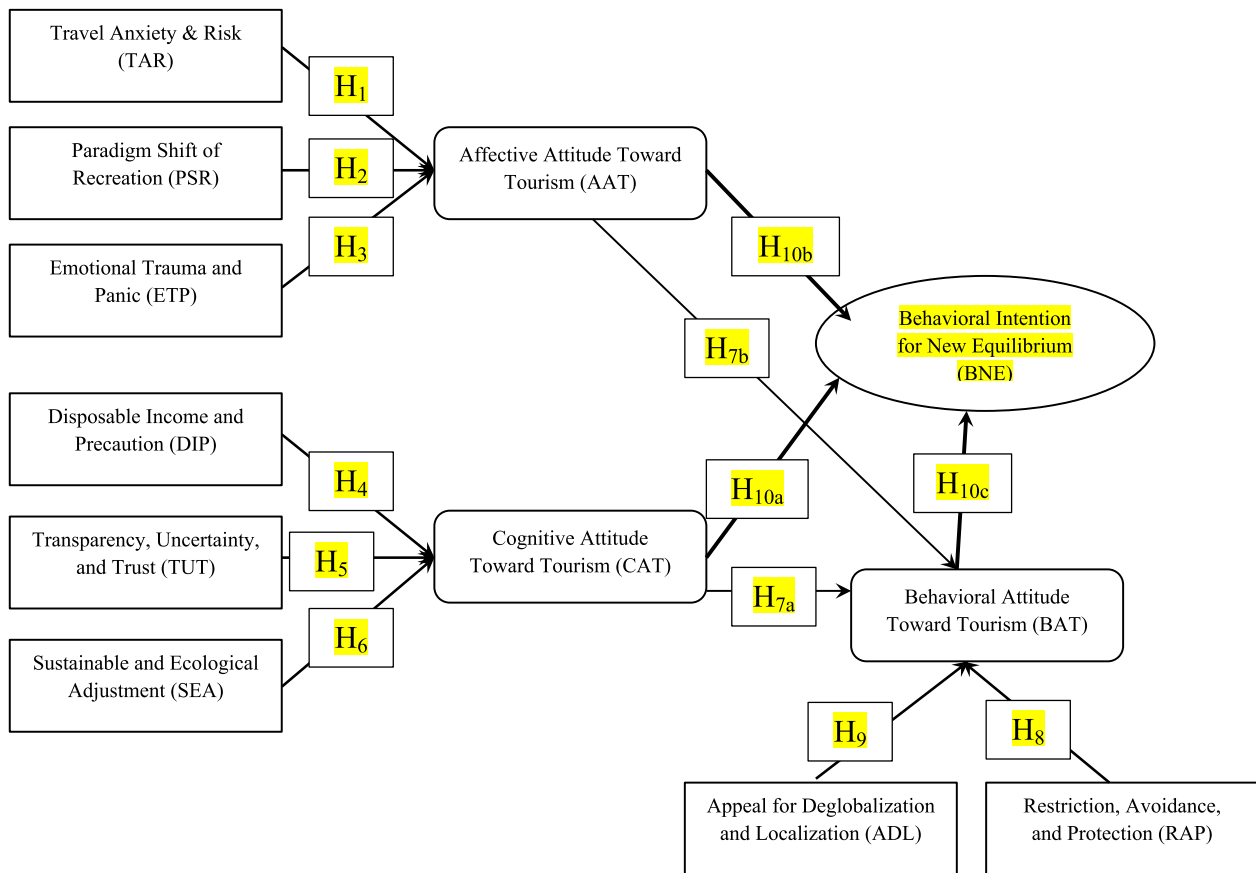 Travel Anxiety & Risk
(TAR)
H1
Paradigm Shift of
Recreation (PSR)
H2
Affective Attitude Toward
Tourism (AAT)
Emotional Trauma and
Panic (ETP)
H3
H10b
Behavioral Intention
for New Equilibrium
(BNE)
H7b
Disposable Income and
Precaution (DIP)
H4
H10a
H10c
Transparency, Uncertainty,
and Trust (TUT)
H5
Cognitive Attitude
Toward Tourism (CAT)
H7a
Behavioral Attitude
Toward Tourism (BAT)
Sustainable and Ecological
Adjustment (SEA)
H6
H9
H8
Appeal for Deglobalization
and Localization (ADL)
Restriction, Avoidance,
and Protection (RAP)